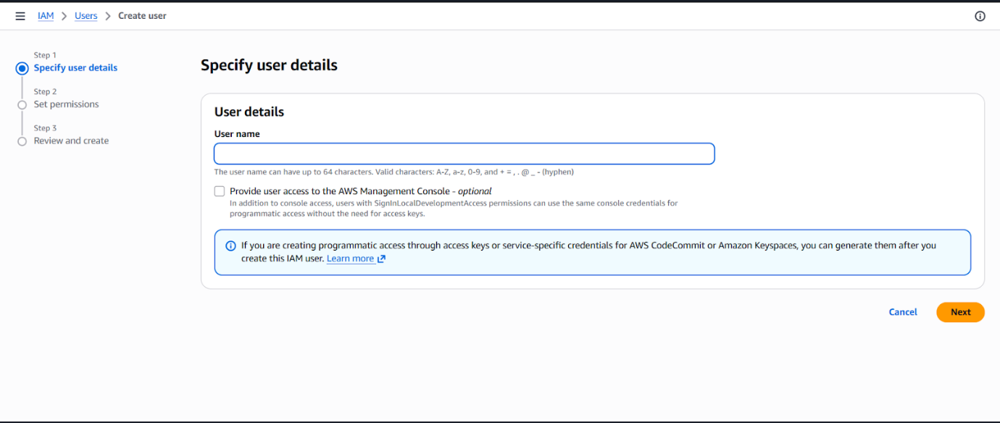 IAM > Users > Create user
Step 1
Specify user details
Step 2
Set permissions
Step 3
Review and create
Specify user details
User details
User name
The user name can have up to 64 characters. Valid characters: A-Z, a-z, 0-9, and + = , . @ _ - (hyphen)
Provide user access to the AWS Management Console - optional
In addition to console access, users with SignInLocalDevelopmentAccess permissions can use the same console credentials for
programmatic access without the need for access keys.
If you are creating programmatic access through access keys or service-specific credentials for AWS CodeCommit or Amazon Keyspaces, you can generate them after you
create this IAM user. Learn more
Cancel
Next